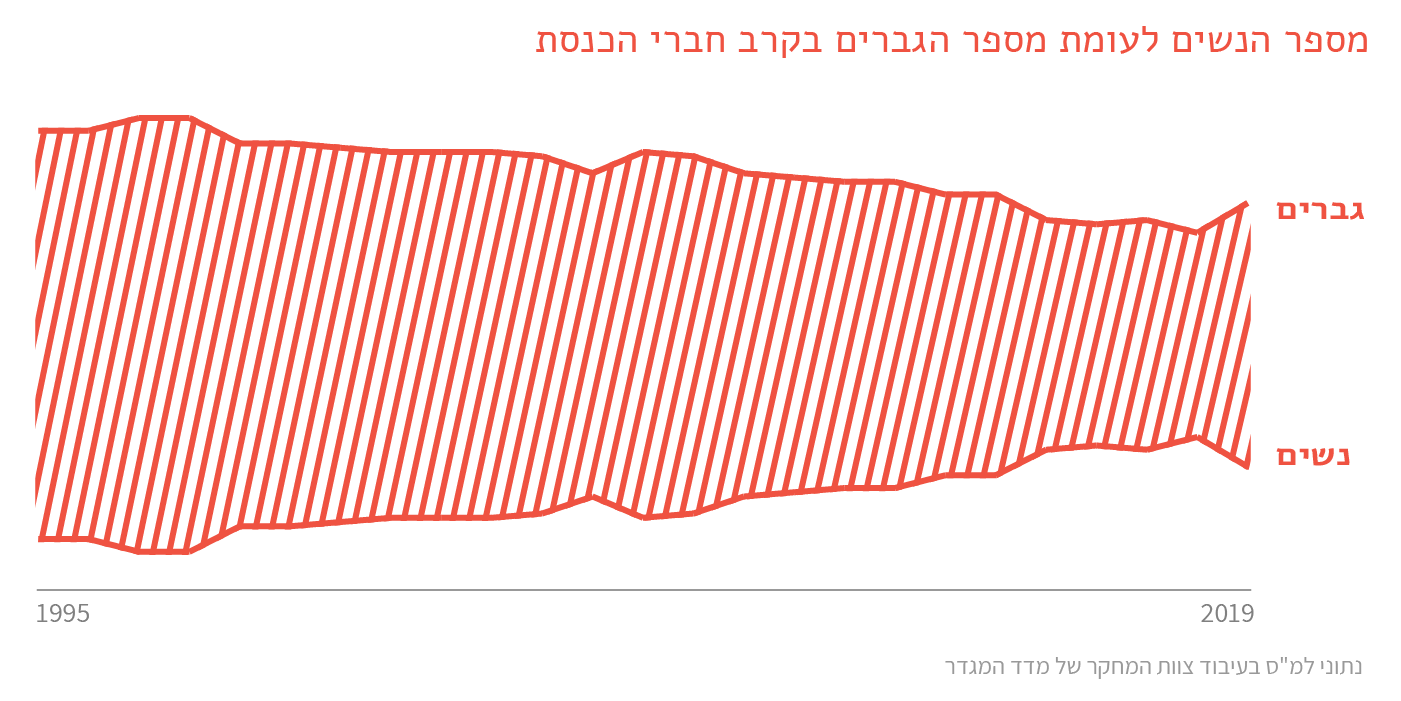 מספר הנשים לעומת מספר הגברים בקרב חברי הכנסת
גברים
נשים
1995
2019
נתוני למ"ס בעיבוד צוות המחקר של מדד המגדר